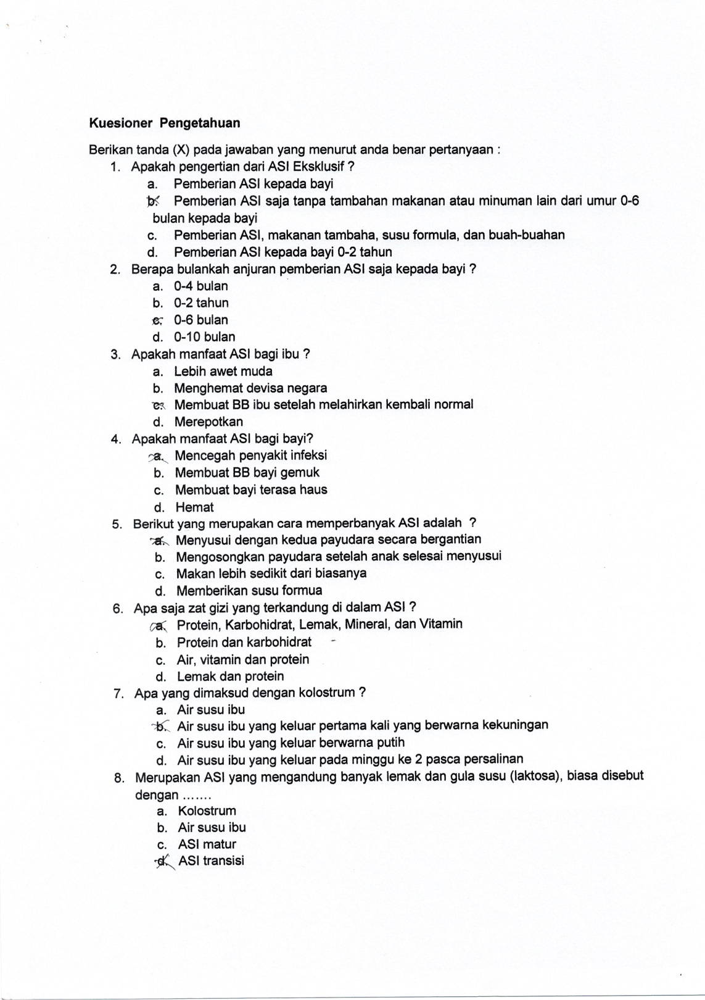 Kuesioner Pengetahuan
Berikan tanda (X) pada jawaban yang menurut anda benar pertanyaan :
1. Apakah pengertian dari ASI Eksklusif ?
a. Pemberian ASI kepada bayi
b. Pemberian ASI saja tanpa tambahan makanan atau minuman lain dari umur 0-6
bulan kepada bayi
c. Pemberian ASI, makanan tambaha, susu formula, dan buah-buahan
d. Pemberian ASI kepada bayi 0-2 tahun
2. Berapa bulankah anjuran pemberian ASI saja kepada bayi ?
a. 0-4 bulan
b. 0-2 tahun
c. 0-6 bulan
d. 0-10 bulan
3. Apakah manfaat ASI bagi ibu ?
a. Lebih awet muda
b. Menghemat devisa negara
c. Membuat BB ibu setelah melahirkan kembali normal
d. Merepotkan
4. Apakah manfaat ASI bagi bayi?
a. Mencegah penyakit infeksi
b. Membuat BB bayi gemuk
c. Membuat bayi terasa haus
d. Hemat
5. Berikut yang merupakan cara memperbanyak ASI adalah ?
a. Menyusui dengan kedua payudara secara bergantian
b. Mengosongkan payudara setelah anak selesai menyusui
c. Makan lebih sedikit dari biasanya
d. Memberikan susu formua
6. Apa saja zat gizi yang terkandung di dalam ASI ?
a. Protein, Karbohidrat, Lemak, Mineral, dan Vitamin
b. Protein dan karbohidrat
c. Air, vitamin dan protein
d. Lemak dan protein
7. Apa yang dimaksud dengan kolostrum ?
a. Air susu ibu
b. Air susu ibu yang keluar pertama kali yang berwarna kekuningan
c. Air susu ibu yang keluar berwarna putih
d. Air susu ibu yang keluar pada minggu ke 2 pasca persalinan
8. Merupakan ASI yang mengandung banyak lemak dan gula susu (laktosa), biasa disebut
dengan .......
a. Kolostrum
b. Air susu ibu
c. ASI matur
d. ASI transisi